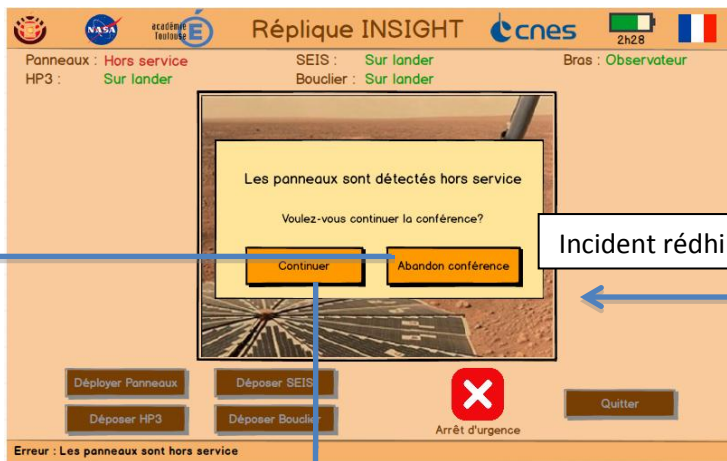 NASA académie Toulouse É Réplique INSIGHT cnes 2h28
Panneaux : Hors service SEIS : Sur lander Bras : Observateur
HP3 : Sur lander Bouclier : Sur lander
Les panneaux sont détectés hors service
Voulez-vous continuer la conférence?
Incident rédhi
Continuer Abandon conférence
Déployer Panneaux Déposer SEIS
Déposer HP3 Déposer Bouclier Quitter
Arrêt d'urgence
Erreur : Les panneaux sont hors service